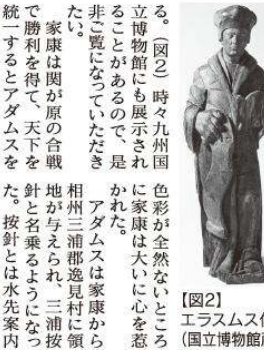 る。(図2)時々九州国
立博物館にも展示され
ることがあるので、是
非ご覧になっていただき
たい。
家康は関が原の合戦
で勝利を得て、天下を
統一するとアダムスを
色彩が全然ないところ
に家康は大いに心を惹
かれた。
アダムスは家康から
相州三浦郡逸見村に領
地が与えられ、三浦按
針と名乗るようになっ
た。按針とは水先案内
【図2】
エラスムス
(国立博物館